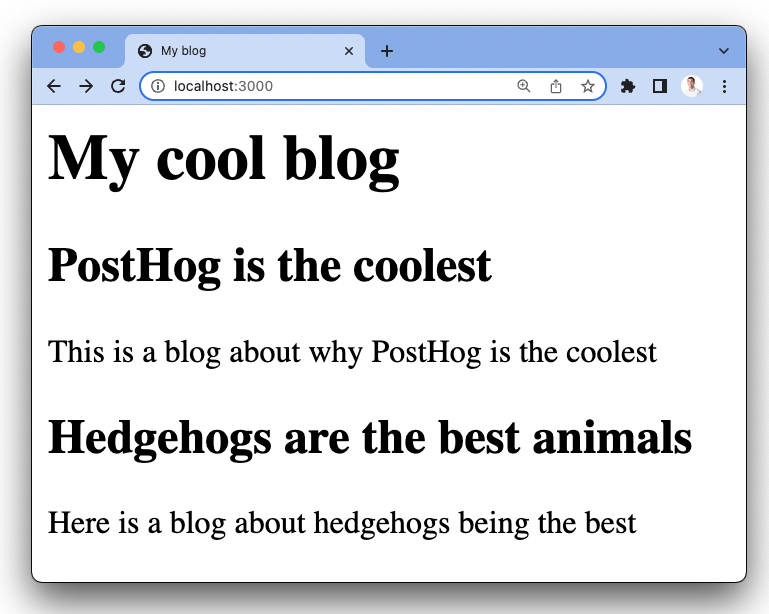 My blog
localhost:3000
My cool blog
PostHog is the coolest
This is a blog about why PostHog is the coolest
Hedgehogs are the best animals
Here is a blog about hedgehogs being the best